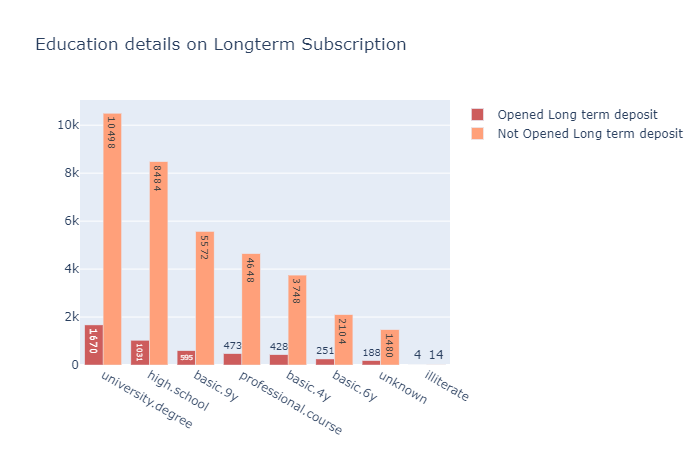 Education details on Longterm Subscription
Opened Long term deposit
Not Opened Long term deposit
10k
8k
6k
4k
2k
0
1670
10498
1031
8484
595
5572
473
4648
428
3748
251
2104
188
1480
4
14
university.degree
high.school
basic.9y
professional.course
basic.4y
basic.6y
unknown
illiterate